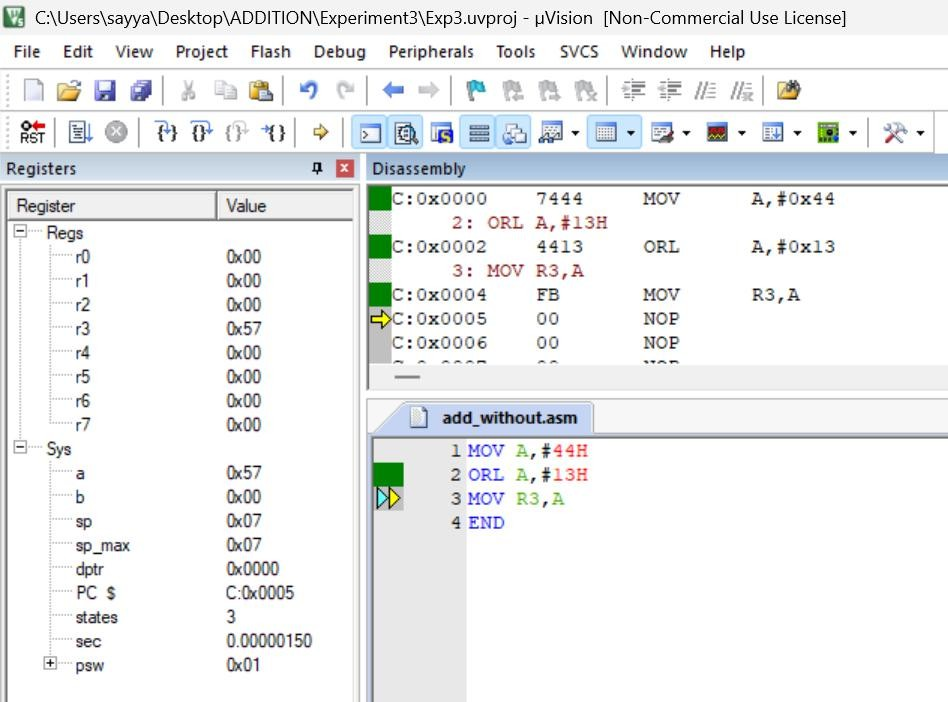 C:\Users\sayya\Desktop\ADDITION\Experiment3\Exp3.uvproj - µVision [Non-Commercial Use License]
File Edit View Project Flash Debug Peripherals Tools SVCS Window Help
RST
Registers
Register Value
Regs
r0 0x00
r1 0x00
r2 0x00
r3 0x57
r4 0x00
r5 0x00
r6 0x00
r7 0x00
Sys
a 0x57
b 0x00
sp 0x07
sp_max 0x07
dptr 0x0000
PC $ C:0x0005
states 3
sec 0.00000150
psw 0x01
Disassembly
C:0x0000 7444 MOV A,#0x44
2: ORL A,#13H
C:0x0002 4413 ORL A,#0x13
3: MOV R3,A
C:0x0004 FB MOV R3,A
C:0x0005 00 NOP
C:0x0006 00 NOP
add_without.asm
1 MOV A,#44H
2 ORL A,#13H
3 MOV R3,A
4 END